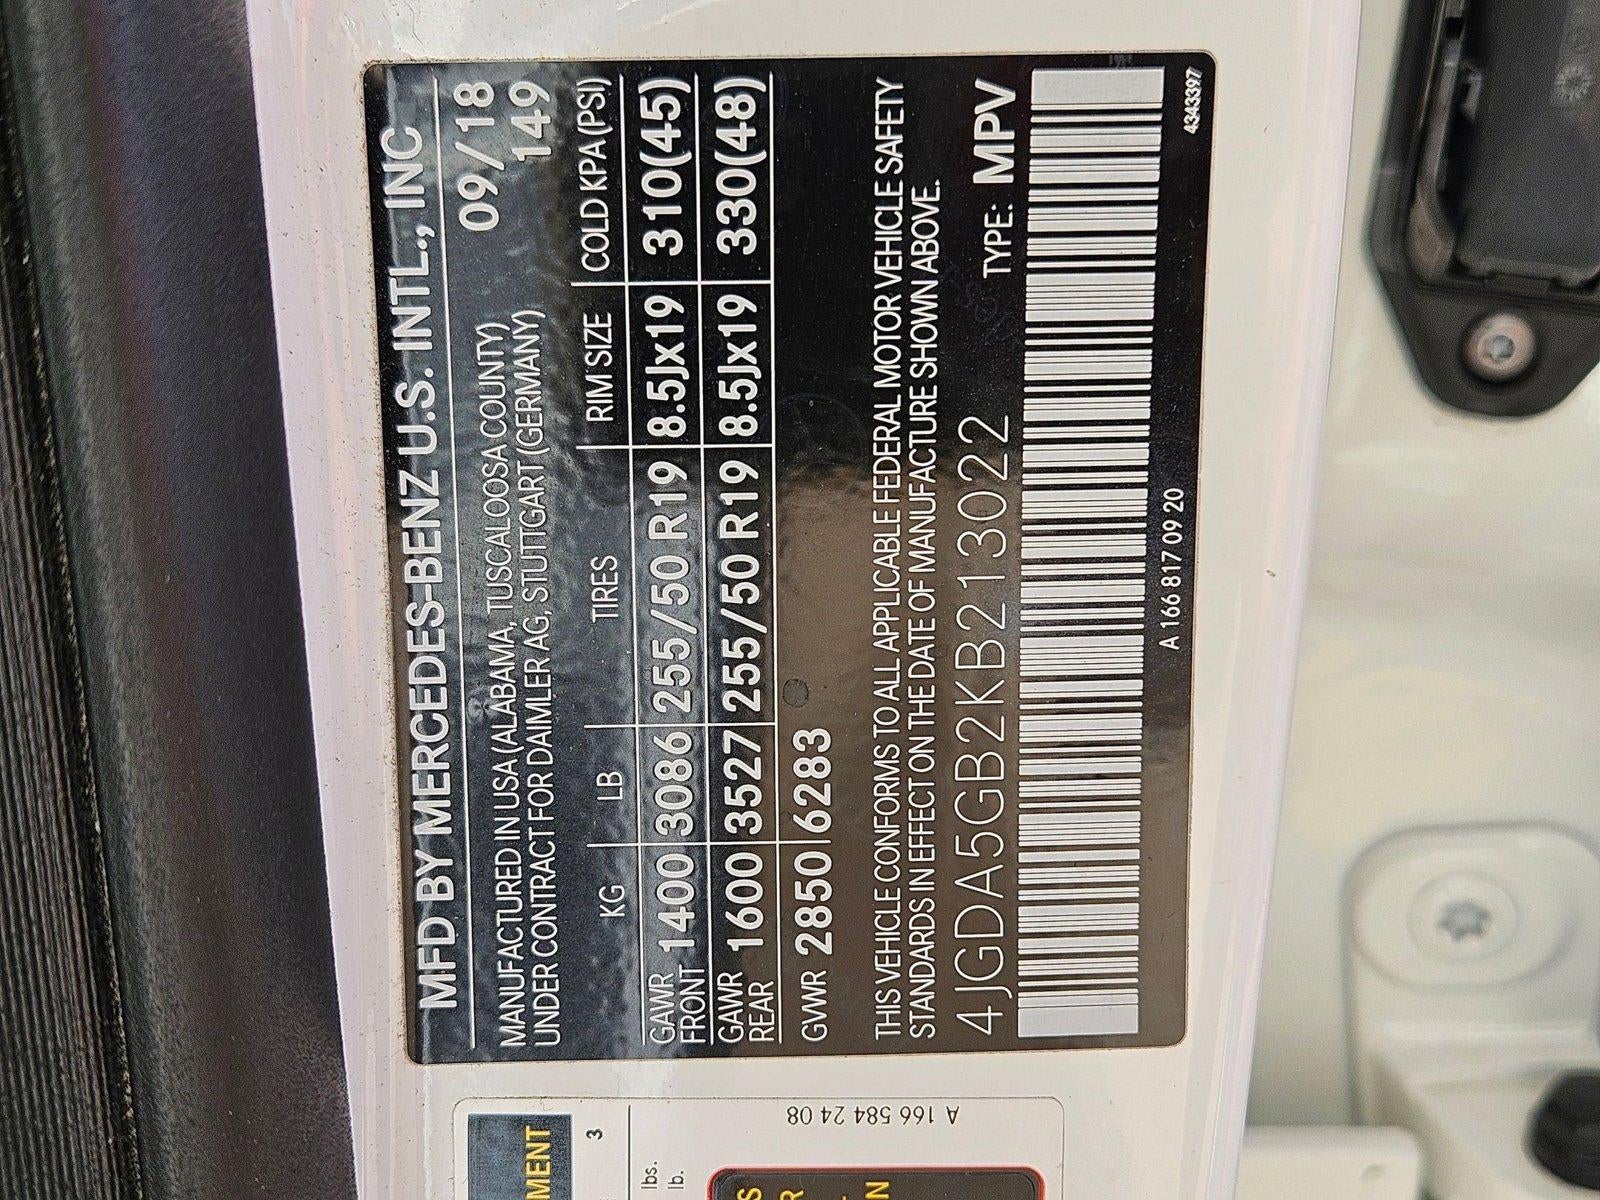 MFD BY MERCEDES-BENZ U.S. INTL., INC
09/18
MANUFACTURED IN USA (ALABAMA, TUSCALOOSA COUNTY)
149
UNDER CONTRACT FOR DAIMLER AG, STUTTGART (GERMANY)
KG LB TIRES RIM SIZE COLD KPA (PSI)
GAWR FRONT 1400 3086 255/50 R19 8.5Jx19 310(45)
GAWR REAR 1600 3527 255/50 R19 8.5Jx19 330(48)
GVWR 2850 6283
THIS VEHICLE CONFORMS TO ALL APPLICABLE FEDERAL MOTOR VEHICLE SAFETY
STANDARDS IN EFFECT ON THE DATE OF MANUFACTURE SHOWN ABOVE.
4JGDA5GB2KB213022 TYPE: MPV
A 166 817 09 20
4343397
A 166 584 24 08
3
lbs.
lb.